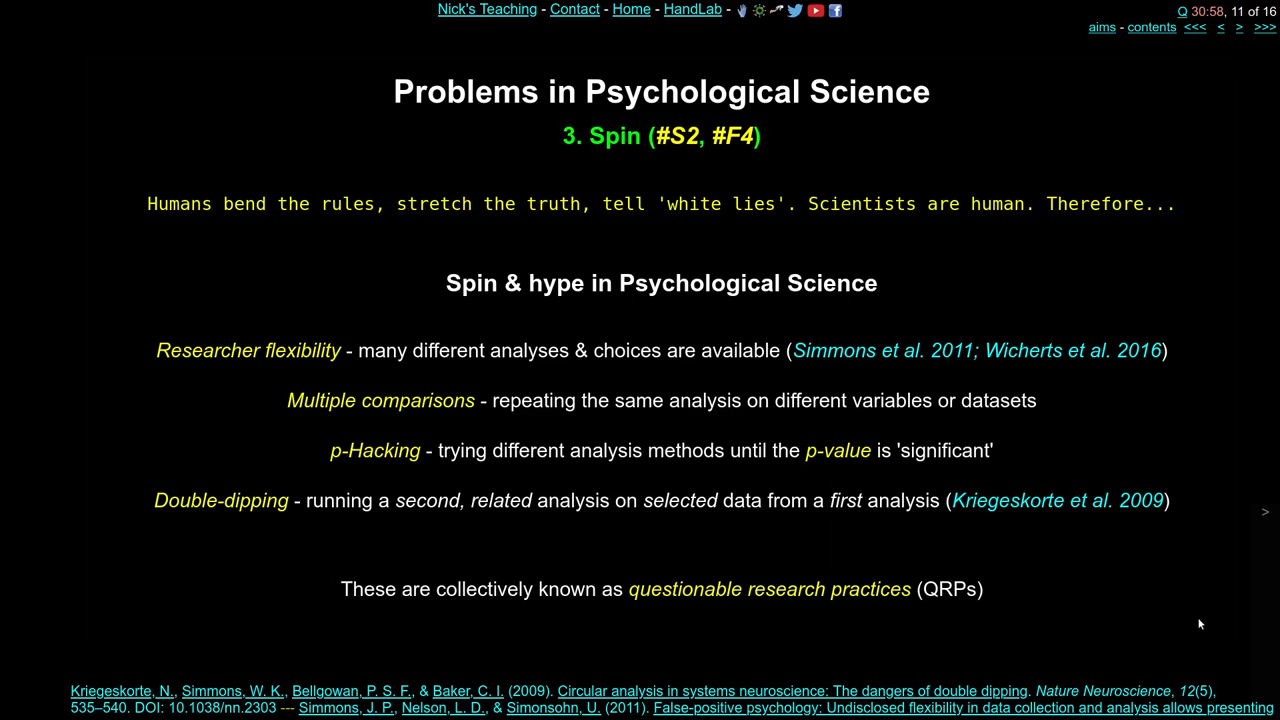 Nick's Teaching - Contact - Home - HandLab -
Q 30:58, 11 of 16
aims - contents <<< < > >>>
Problems in Psychological Science
3. Spin (#S2, #F4)
Humans bend the rules, stretch the truth, tell 'white lies'. Scientists are human. Therefore...
Spin & hype in Psychological Science
Researcher flexibility - many different analyses & choices are available (Simmons et al. 2011; Wicherts et al. 2016)
Multiple comparisons - repeating the same analysis on different variables or datasets
p-Hacking - trying different analysis methods until the p-value is 'significant'
Double-dipping - running a second, related analysis on selected data from a first analysis (Kriegeskorte et al. 2009)
>
These are collectively known as questionable research practices (QRPs)
Kriegeskorte, N., Simmons, W. K., Bellgowan, P. S. F., & Baker, C. I. (2009). Circular analysis in systems neuroscience: The dangers of double dipping. Nature Neuroscience, 12(5),
535–540. DOI: 10.1038/nn.2303 --- Simmons, J. P., Nelson, L. D., & Simonsohn, U. (2011). False-positive psychology: Undisclosed flexibility in data collection and analysis allows presenting